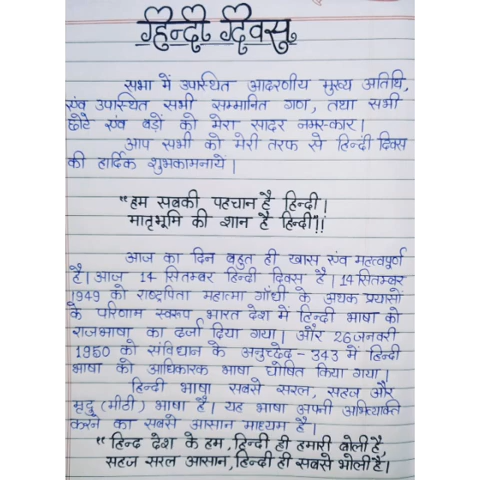 हिन्दी दिवस
सभा में उपस्थित आदरणीय मुख्य अतिथि,
एंव उपस्थित सभी सम्मानित गण, तथा सभी
छोटे एंव बड़ों को मेरा सादर नमस्कार।
आप सभी को मेरी तरफ से हिन्दी दिवस
की हार्दिक शुभकामनायें।
"हम सबकी पहचान है हिन्दी।
मातृभूमि की शान है हिन्दी"!!
आज का दिन बहुत ही खास एंव महत्वपूर्ण
है। आज 14 सितम्बर हिन्दी दिवस है। 14 सितम्बर
1949 को राष्ट्रपिता महात्मा गाँधी के अथक प्रयासों
के परिणाम स्वरूप भारत देश में हिन्दी भाषा को
राजभाषा का दर्जा दिया गया। और 26 जनवरी
1950 को संविधान के अनुच्छेद - 343 में हिन्दी
भाषा को आधिकारक भाषा घोषित किया गया।
हिन्दी भाषा सबसे सरल, सहज और
मृदु (मीठी) भाषा है। यह भाषा अपनी अभिव्यक्ति
करने का सबसे आसान माध्यम है।
"हिन्द देश के हम, हिन्दी ही हमारी बोली है,
सहज सरल आसान, हिन्दी ही सबसे भोली है।